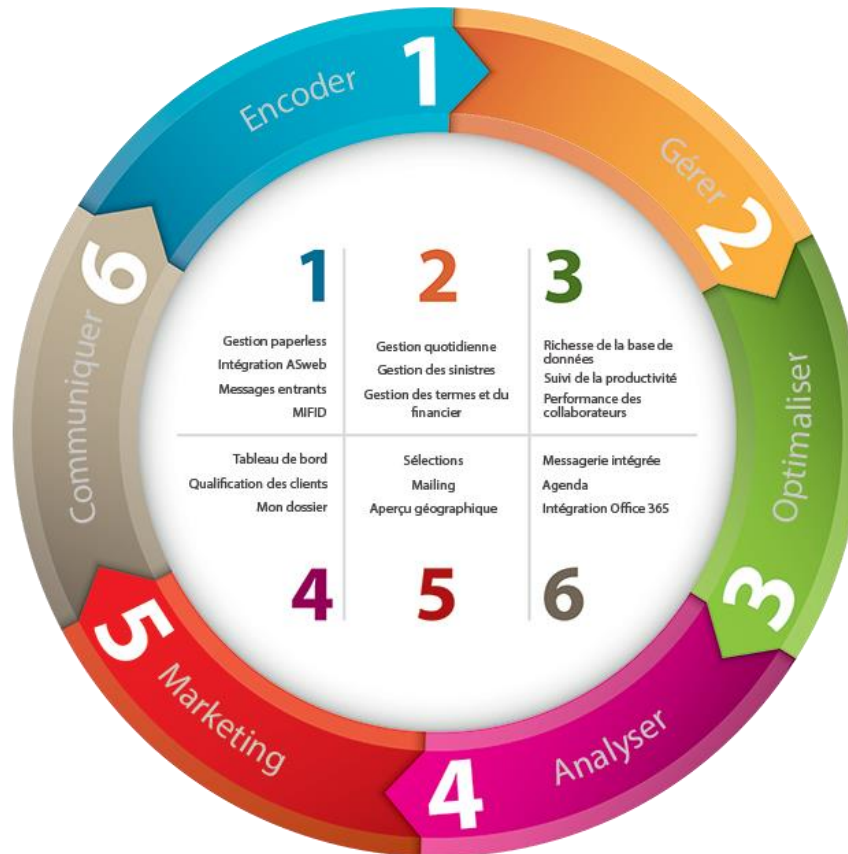 Encoder
1
Gérer
2
Optimaliser
3
Analyser
4
Marketing
5
Communiquer
6
1
Gestion paperless
Intégration ASweb
Messages entrants
MIFID
2
Gestion quotidienne
Gestion des sinistres
Gestion des termes et du
financier
3
Richesse de la base de
données
Suivi de la productivité
Performance des
collaborateurs
Tableau de bord
Qualification des clients
Mon dossier
4
Sélections
Mailing
Aperçu géographique
5
Messagerie intégrée
Agenda
Intégration Office 365
6